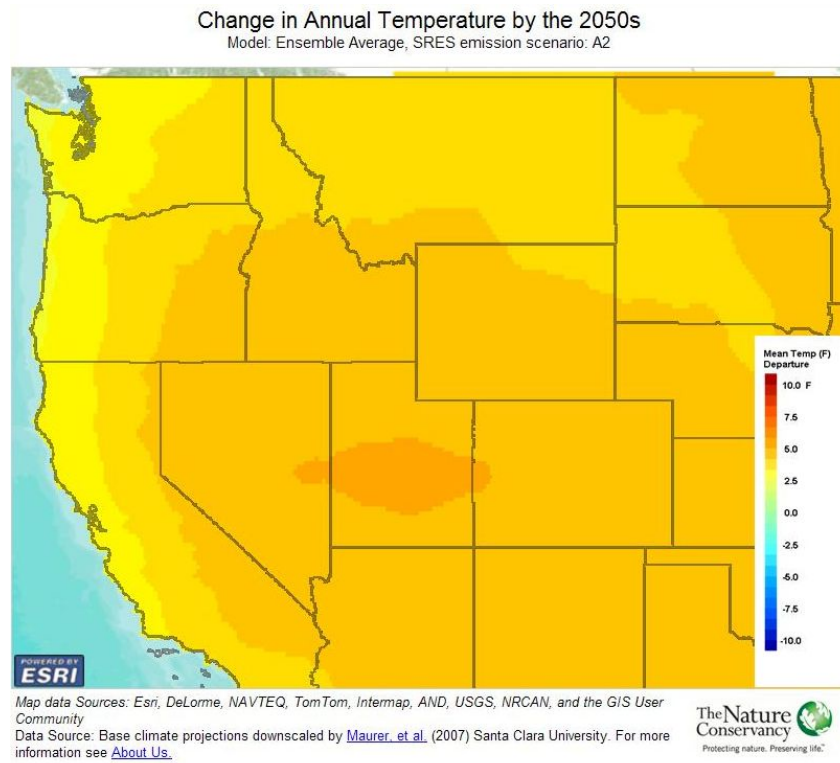 Change in Annual Temperature by the 2050s
Model: Ensemble Average, SRES emission scenario: A2
Mean Temp (F)
Departure
10.0 F
7.5
5.0
2.5
0.0
-2.5
-5.0
-7.5
-10.0
POWERED BY
ESRI
Map data Sources: Esri, DeLorme, NAVTEQ, TomTom, Intermap, AND, USGS, NRCAN, and the GIS User
Community
Data Source: Base climate projections downscaled by Maurer, et al. (2007) Santa Clara University. For more
information see About Us.
The Nature
Conservancy
Protecting nature. Preserving life.™